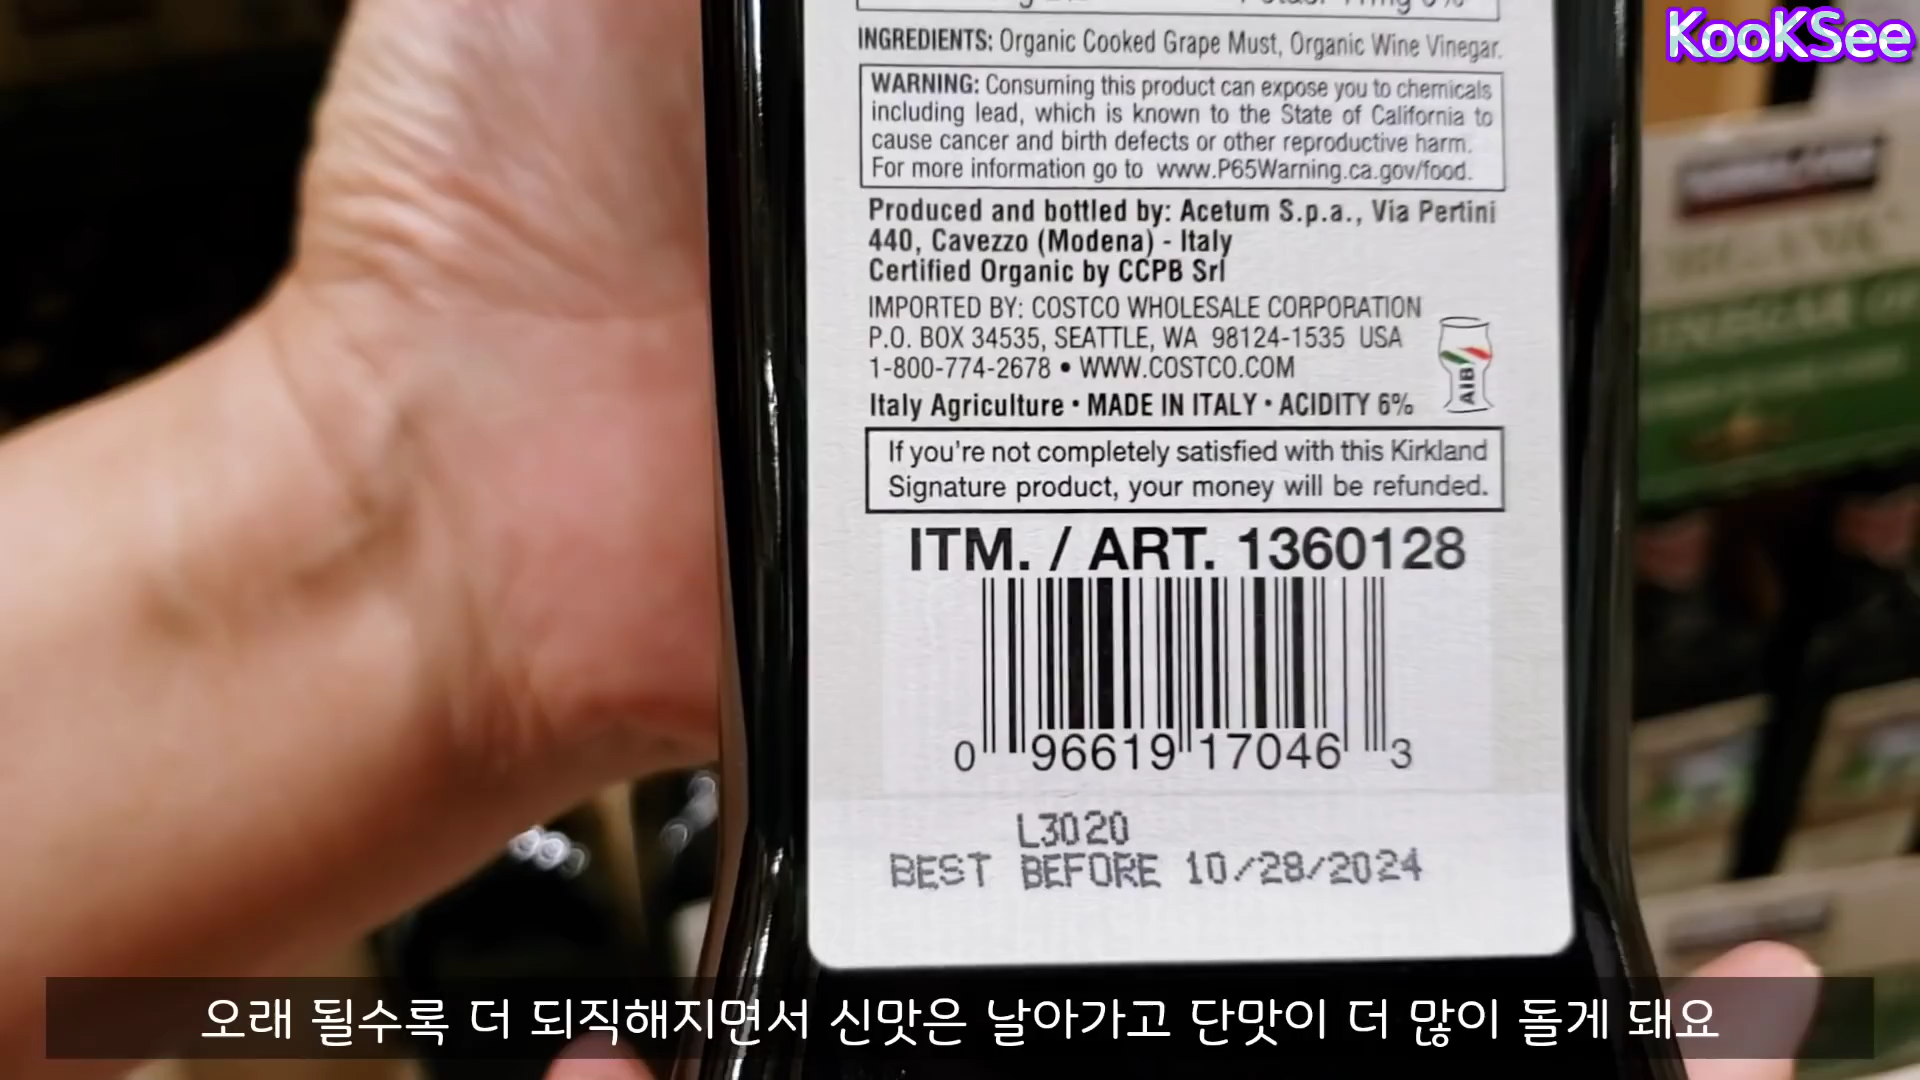 KooKSee
INGREDIENTS: Organic Cooked Grape Must, Organic Wine Vinegar.
WARNING: Consuming this product can expose you to chemicals
including lead, which is known to the State of California to
cause cancer and birth defects or other reproductive harm.
For more information go to www.P65Warning.ca.gov/food.
Produced and bottled by: Acetum S.p.a., Via Pertini
440, Cavezzo (Modena) - Italy
Certified Organic by CCPB Srl
IMPORTED BY: COSTCO WHOLESALE CORPORATION
P.O. BOX 34535, SEATTLE, WA 98124-1535 USA
1-800-774-2678 • WWW.COSTCO.COM
AIB
Italy Agriculture • MADE IN ITALY • ACIDITY 6%
If you're not completely satisfied with this Kirkland
Signature product, your money will be refunded.
ITM. / ART. 1360128
0 96619 17046 3
L3020
BEST BEFORE 10/28/2024
오래 될수록 더 되직해지면서 신맛은 날아가고 단맛이 더 많이 돌게 돼요